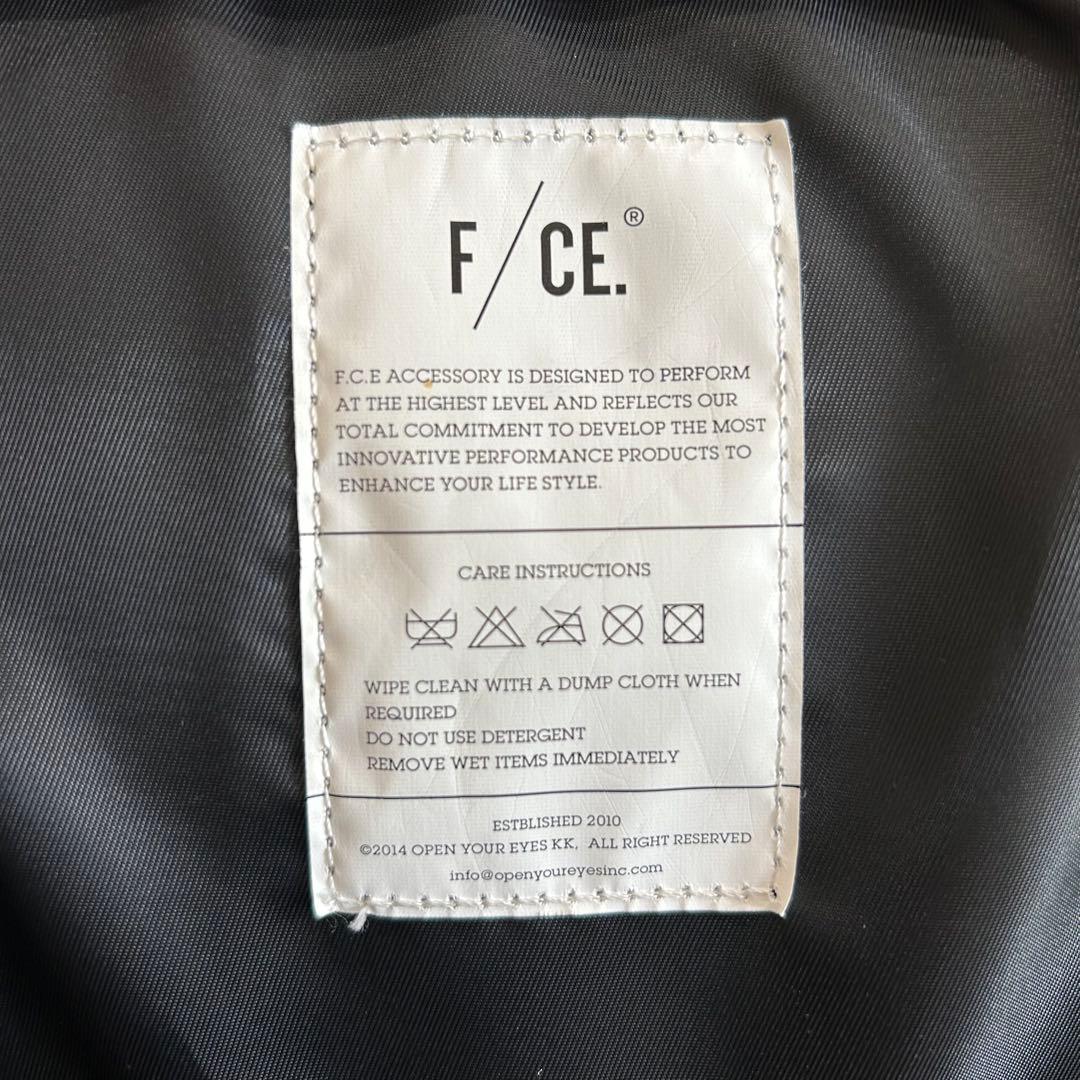 F/CE.®
F.C.E ACCESSORY IS DESIGNED TO PERFORM
AT THE HIGHEST LEVEL AND REFLECTS OUR
TOTAL COMMITMENT TO DEVELOP THE MOST
INNOVATIVE PERFORMANCE PRODUCTS TO
ENHANCE YOUR LIFE STYLE.
CARE INSTRUCTIONS
WIPE CLEAN WITH A DUMP CLOTH WHEN
REQUIRED
DO NOT USE DETERGENT
REMOVE WET ITEMS IMMEDIATELY
ESTBLISHED 2010
©2014 OPEN YOUR EYES KK, ALL RIGHT RESERVED
info@openyoureyesinc.com